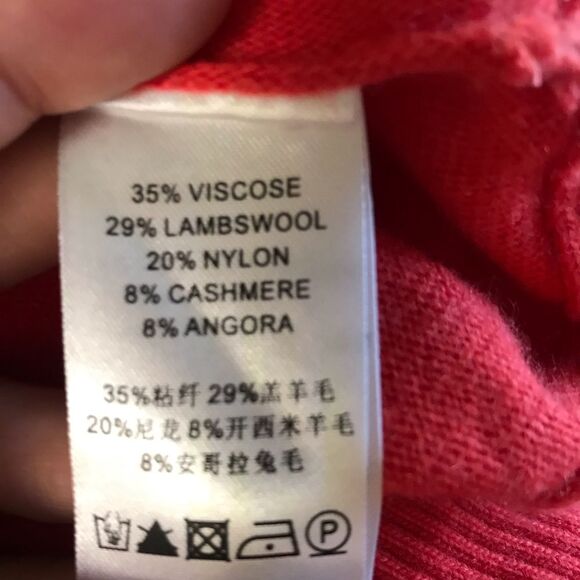 35% VISCOSE
29% LAMBSWOOL
20% NYLON
8% CASHMERE
8% ANGORA
35%粘纤 29%羔羊毛
20%尼龙 8%开西米羊毛
8%安哥拉兔毛
P